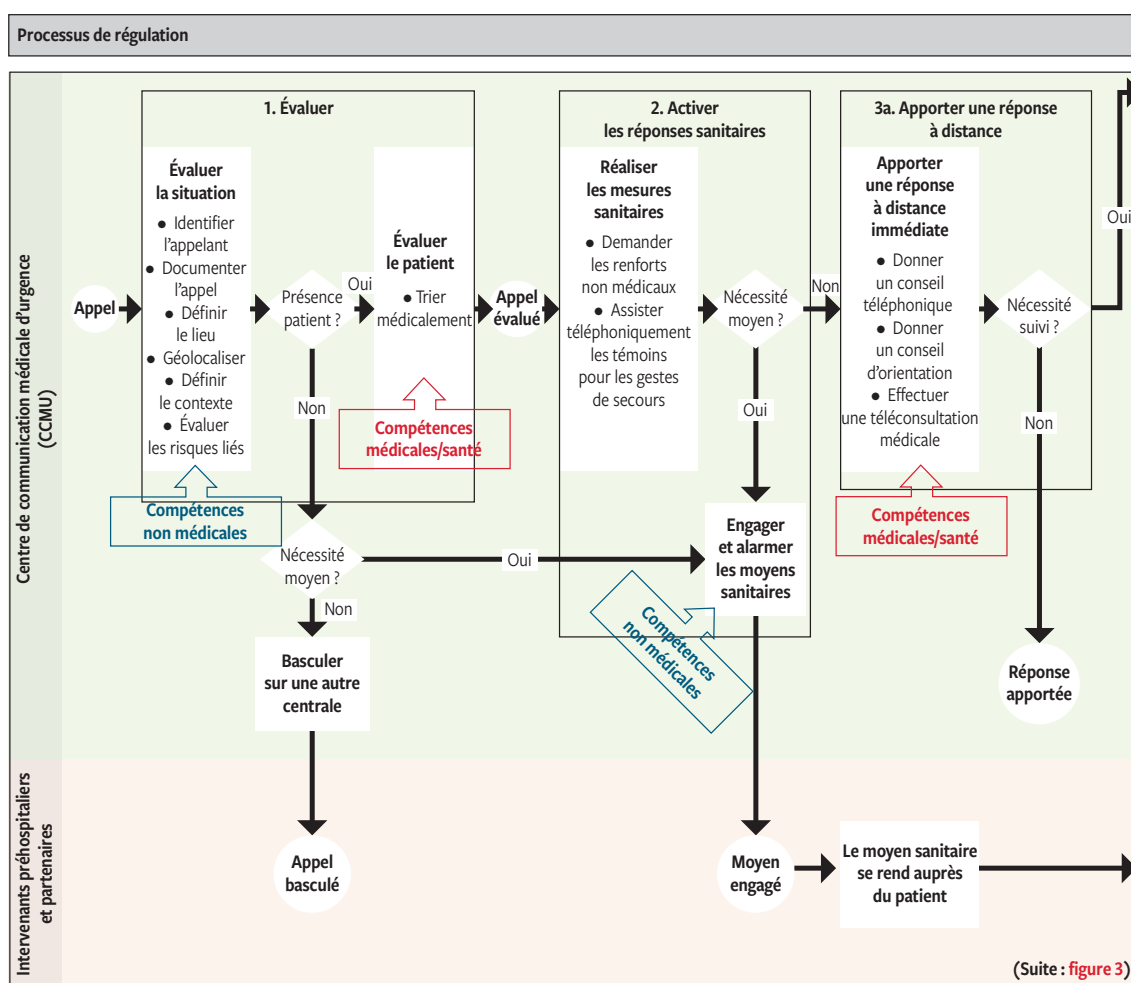 Processus de régulation
Centre de communication médicale d'urgence
(CCMU)
1. Évaluer
Évaluer
la situation
● Identifier
l'appelant
● Documenter
l'appel
● Définir
le lieu
● Géolocaliser
● Définir
le contexte
● Évaluer
les risques liés
Appel
Présence
patient ?
Oui
Non
Évaluer
le patient
● Trier
médicalement
Compétences
médicales/santé
Compétences
non médicales
Appel
évalué
Nécessité
moyen ?
Oui
Non
Basculer
sur une autre
centrale
2. Activer
les réponses sanitaires
Réaliser
les mesures
sanitaires
● Demander
les renforts
non médicaux
● Assister
téléphoniquement
les témoins
pour les gestes
de secours
Nécessité
moyen ?
Non
Oui
Engager
et alarmer
les moyens
sanitaires
Compétences
non médicales
3a. Apporter une réponse
à distance
Apporter
une réponse
à distance
immédiate
● Donner
un conseil
téléphonique
● Donner
un conseil
d'orientation
● Effectuer
une téléconsultation
médicale
Compétences
médicales/santé
Nécessité
suivi ?
Oui
Non
Réponse
apportée
Intervenants préhospitaliers
et partenaires
Appel
basculé
Moyen
engagé
Le moyen sanitaire
se rend auprès
du patient
(Suite : figure 3)